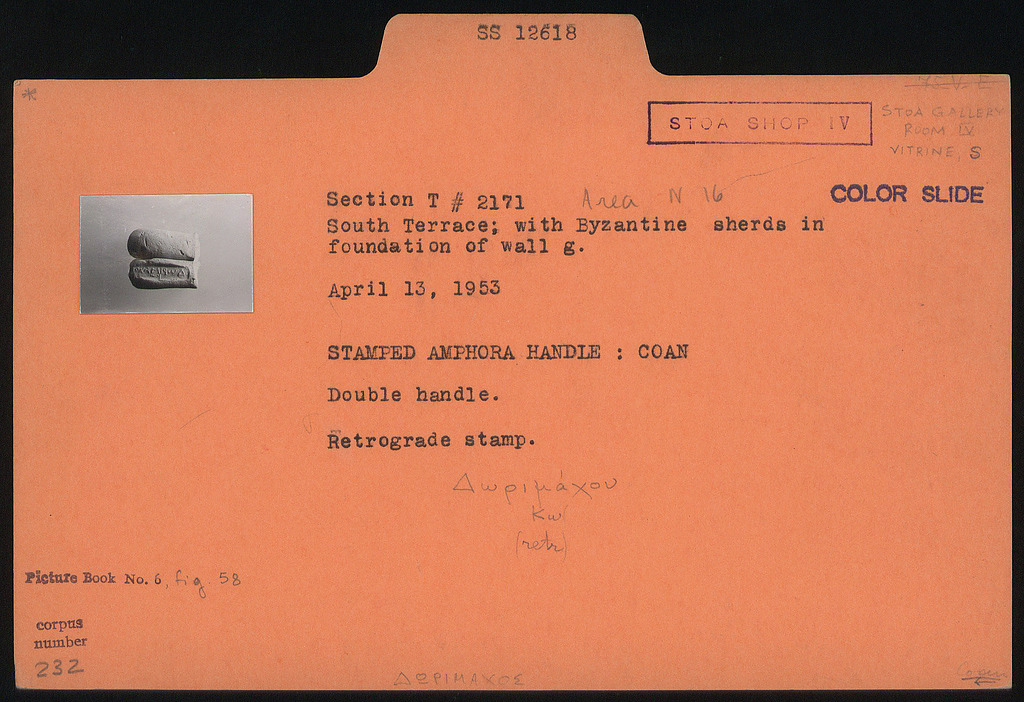 SS 12618
*
STOA SHOP IV
STOA GALLERY
ROOM IV
VITRINE, S
COLOR SLIDE
Section T # 2171 Area N 16
South Terrace; with Byzantine sherds in
foundation of wall g.
April 13, 1953
STAMPED AMPHORA HANDLE : COAN
Double handle.
Retrograde stamp.
Δωριμάχου
Κω
(retr)
Picture Book No. 6, fig. 58
corpus
number
232
ΔΩΡΙΜΑΧΟΣ